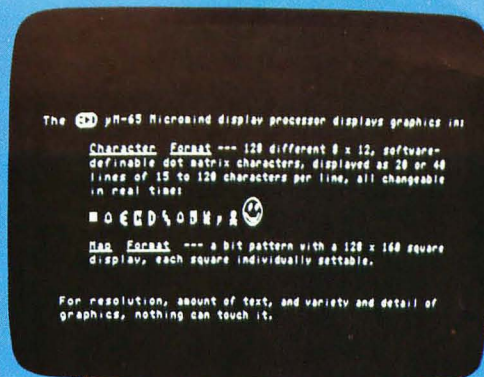 The μM-65 Micromind display processor displays graphics in:
Character Format --- 128 different 8 x 12, software-
definable dot matrix characters, displayed as 20 or 40
lines of 15 to 120 characters per line, all changeable
in real time:
Map Format --- a bit pattern with a 120 x 160 square
display, each square individually settable.
For resolution, amount of text, and variety and detail of
graphics, nothing can touch it.